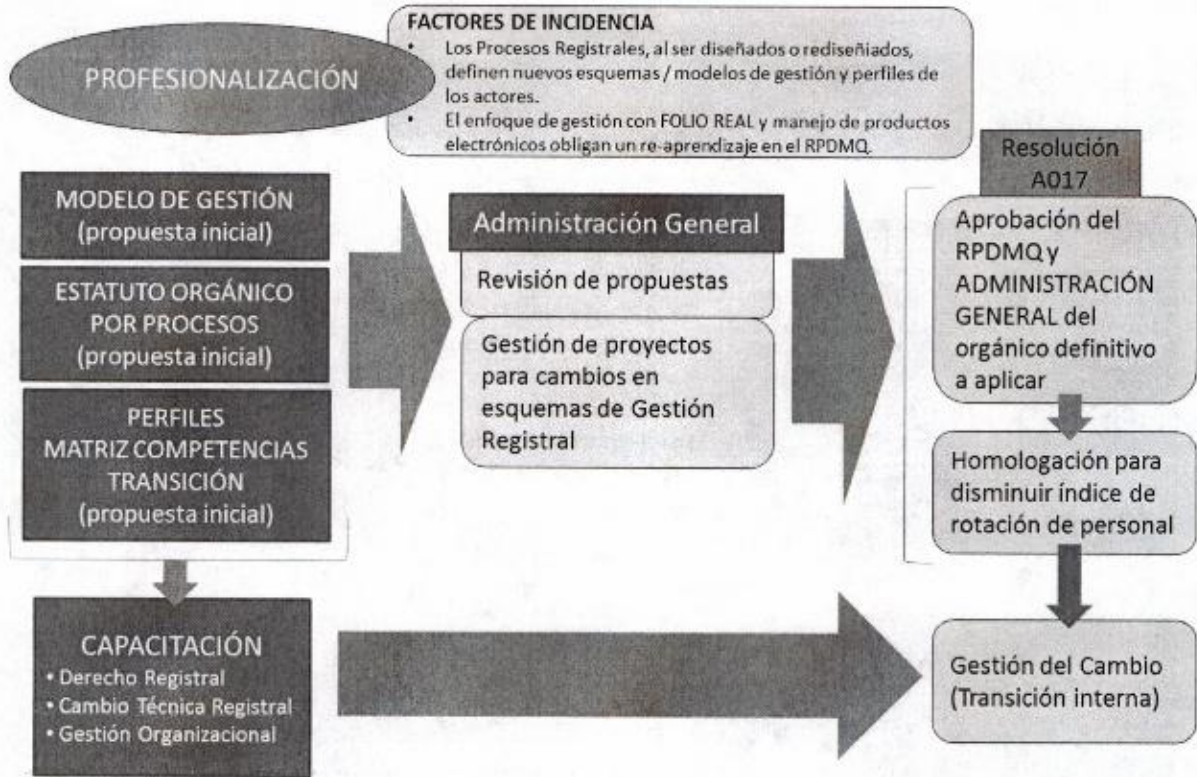 PROFESIONALIZACIÓN
FACTORES DE INCIDENCIA
• Los Procesos Registrales, al ser diseñados o rediseñiados,
definen nuevos esquemas / modelos de gestión y perfiles de
los actores.
• El enfoque de gestión con FOLIO REAL y manejo de productos
electrónicos obligan un re-aprendizaje en el RPDMQ.
MODELO DE GESTIÓN
(propuesta inicial)
ESTATUTO ORGÁNICO
POR PROCESOS
(propuesta inicial)
PERFILES
MATRIZ COMPETENCIAS
TRANSICIÓN
(propuesta inicial)
CAPACITACIÓN
• Derecho Registral
• Cambio Técnica Registral
• Gestión Organizacional
Administración General
Revisión de propuestas
Gestión de proyectos
para cambios en
esquemas de Gestión
Registral
Resolución
A017
Aprobación del
RPDMQ y
ADMINISTRACIÓN
GENERAL del
orgánico definitivo
a aplicar
Homologación para
disminuir índice de
rotación de personal
Gestión del Cambio
(Transición interna)